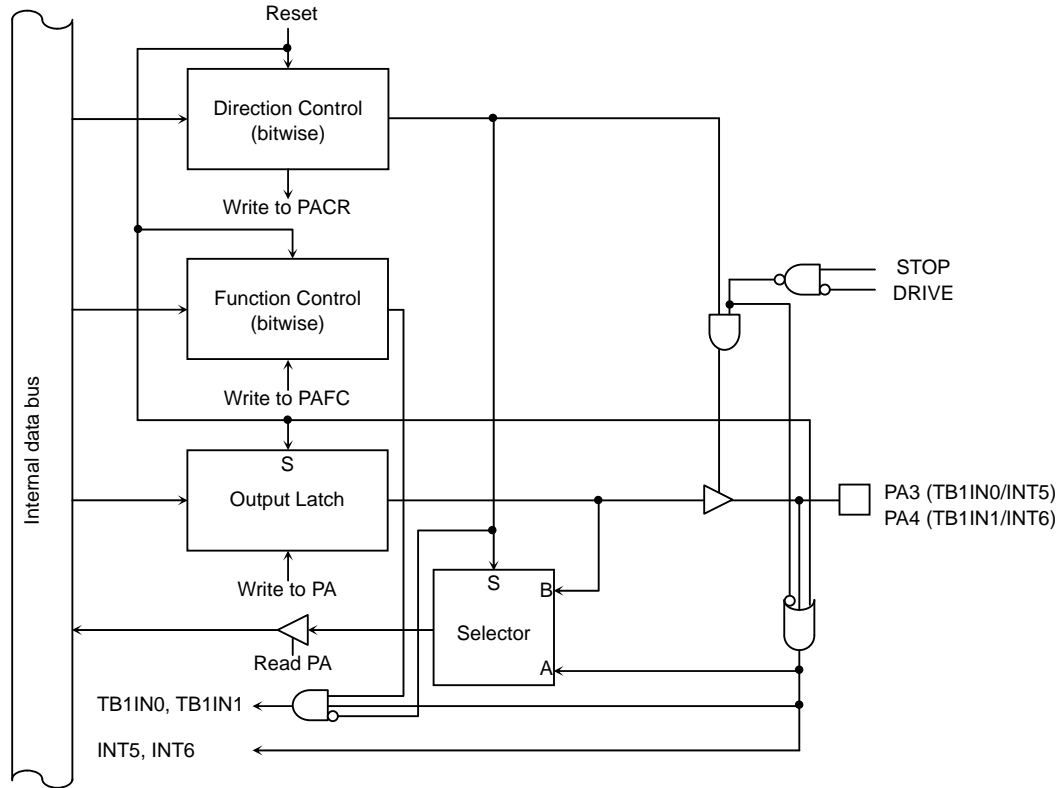 Reset
Direction Control
(bitwise)
Write to PACR
STOP
DRIVE
Function Control
(bitwise)
Write to PAFC
Internal data bus
S
Output Latch
PA3 (TB1IN0/INT5)
PA4 (TB1IN1/INT6)
Write to PA
S
B
Selector
A
Read PA
TB1IN0, TB1IN1
INT5, INT6